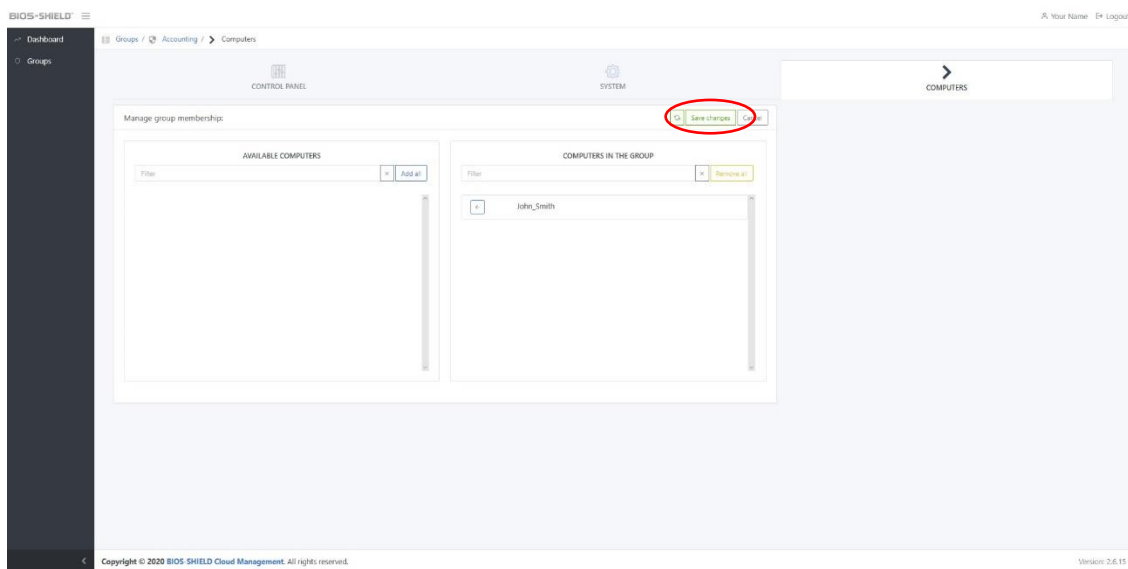 BIOS-SHIELD
Your Name Logout
Dashboard
Groups / Accounting / Computers
Groups
CONTROL PANEL
SYSTEM
COMPUTERS
Manage group membership:
Save changes
AVAILABLE COMPUTERS
Filter
× Add all
COMPUTERS IN THE GROUP
Filter
× Remove all
John_Smith
Copyright © 2020 BIOS-SHIELD Cloud Management. All rights reserved.
Version: 2.6.15